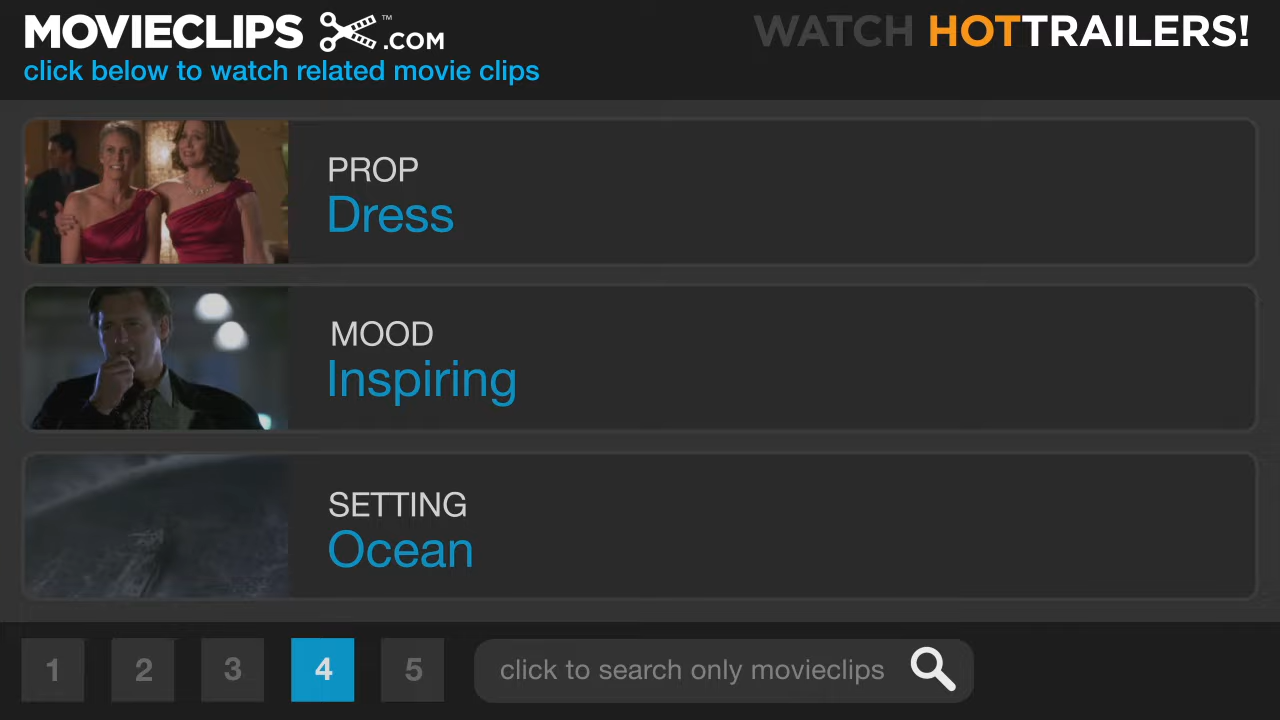 MOVIECLIPS ™ .COM
WATCH HOTTRAILERS!
click below to watch related movie clips
PROP
Dress
MOOD
Inspiring
SETTING
Ocean
1 2 3 4 5 click to search only movieclips